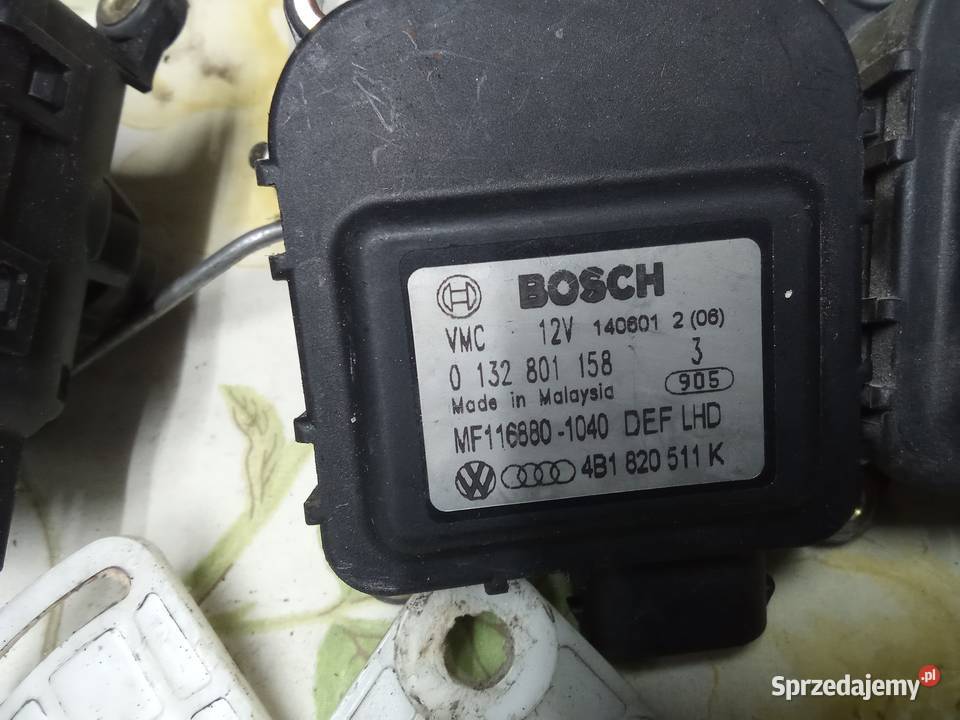 BOSCH
VMC 12V 140601 2 (06)
0 132 801 158 3
Made in Malaysia 905
MF116880-1040 DEF LHD
VW 4B1 820 511 K
Sprzedajemy.pl